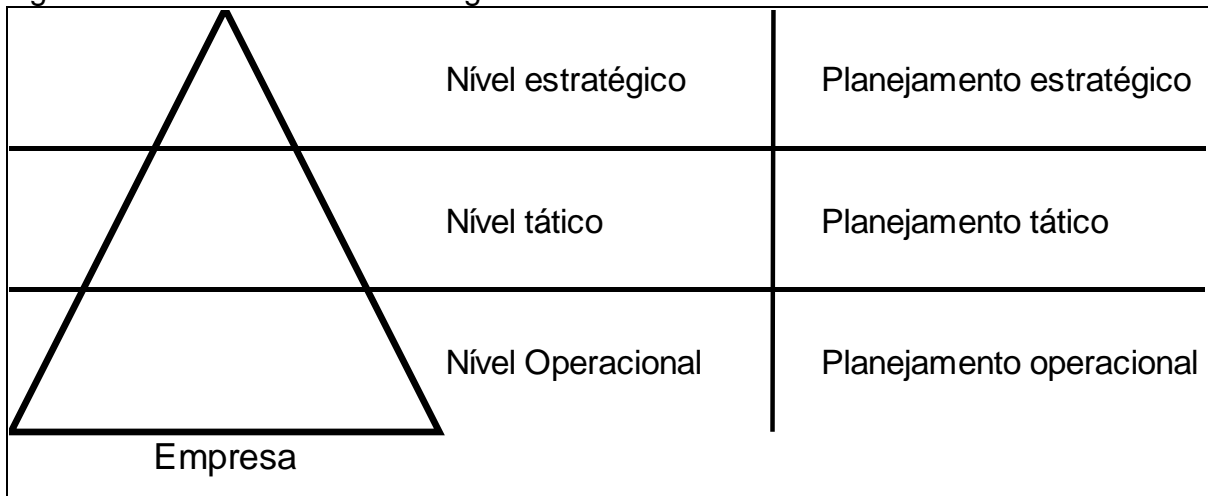 Nível estratégico
Planejamento estratégico
Nível tático
Planejamento tático
Nível Operacional
Planejamento operacional
Empresa